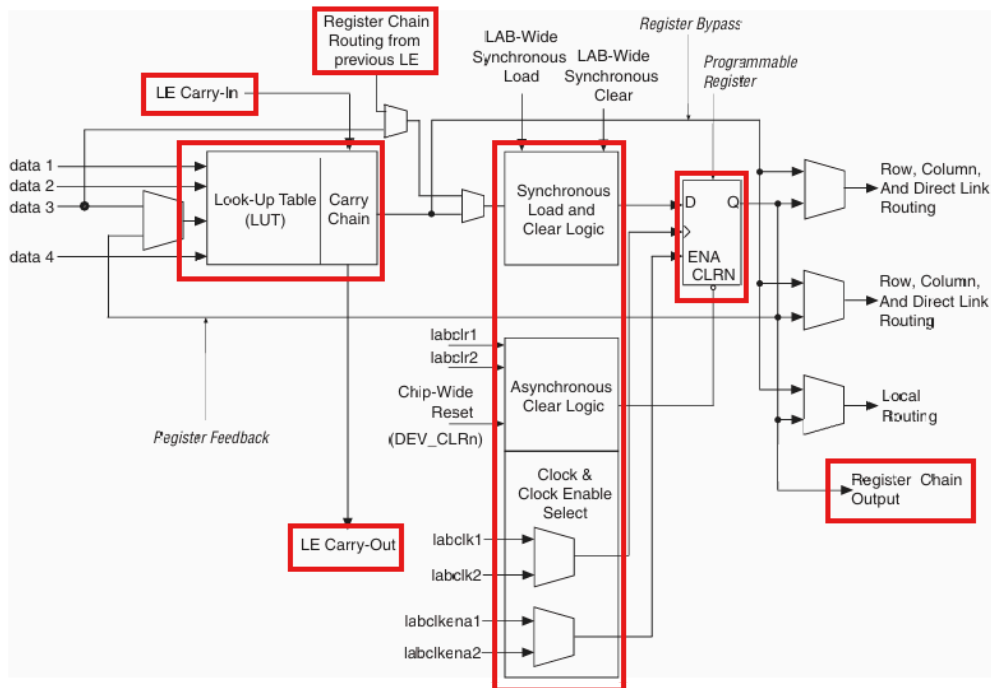 Register Chain
Routing from
previous LE
LAB-Wide
Synchronous
Load
LAB-Wide
Synchronous
Clear
Register Bypass
Programmable
Register
LE Carry-In
data 1
data 2
data 3
data 4
Look-Up Table
(LUT)
Carry
Chain
Synchronous
Load and
Clear Logic
D
Q
ENA
CLRN
Row, Column,
And Direct Link
Routing
Row, Column,
And Direct Link
Routing
Local
Routing
Register Chain
Output
labclr1
labclr2
Chip-Wide
Reset
(DEV_CLRn)
Asynchronous
Clear Logic
Register Feedback
Clock &
Clock Enable
Select
LE Carry-Out
labclk1
labclk2
labclkena1
labclkena2